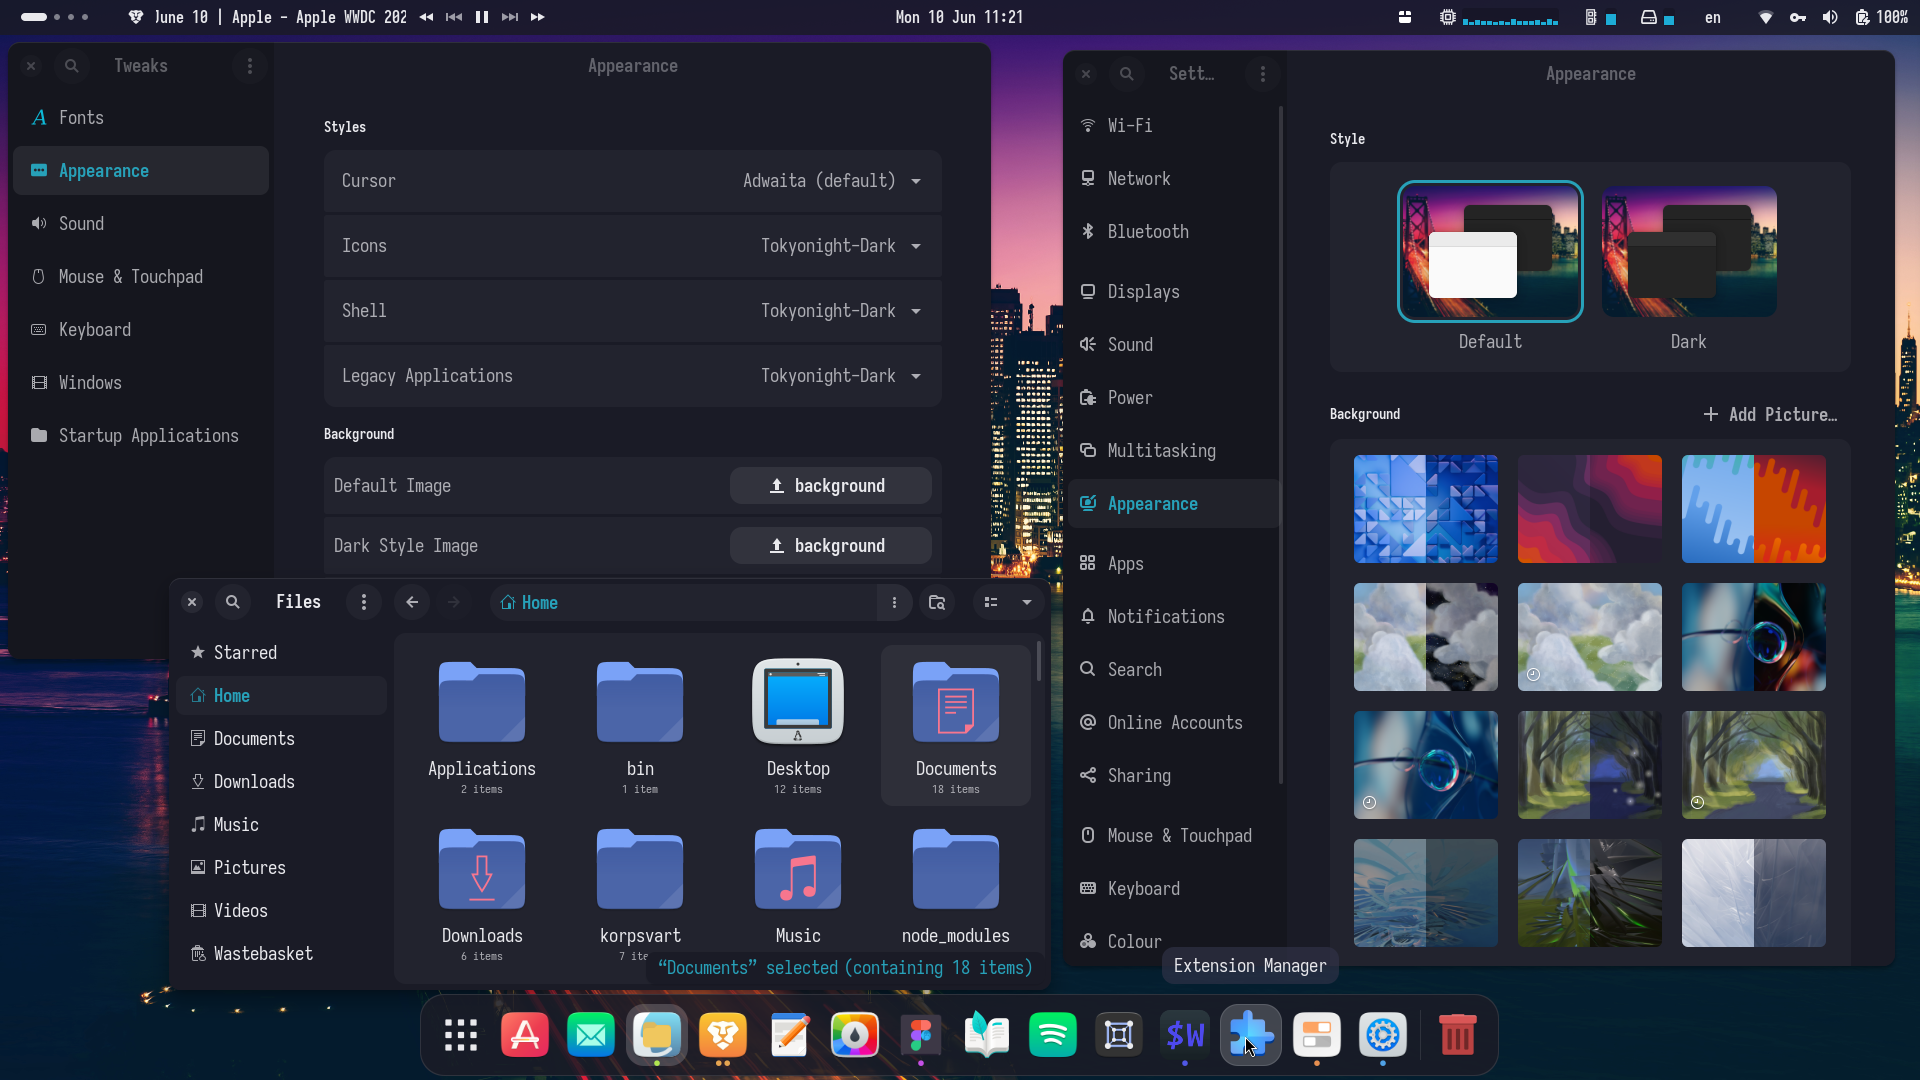 June 10 | Apple - Apple WWDC 202
Mon 10 Jun 11:21
en
100%
Tweaks
Appearance
Fonts
Appearance
Sound
Mouse & Touchpad
Keyboard
Windows
Startup Applications
Styles
Cursor
Adwaita (default)
Icons
Tokyonight-Dark
Shell
Tokyonight-Dark
Legacy Applications
Tokyonight-Dark
Background
Default Image
background
Dark Style Image
background
Sett…
Appearance
Wi-Fi
Network
Bluetooth
Displays
Sound
Power
Multitasking
Appearance
Apps
Notifications
Search
Online Accounts
Sharing
Mouse & Touchpad
Keyboard
Colour
Style
Default
Dark
Background
Add Picture…
Files
Home
Starred
Home
Documents
Downloads
Music
Pictures
Videos
Wastebasket
Applications
2 items
bin
1 item
Desktop
12 items
Documents
18 items
Downloads
6 items
korpsvart
7 ite
Music
node_modules
“Documents” selected (containing 18 items)
Extension Manager
$W